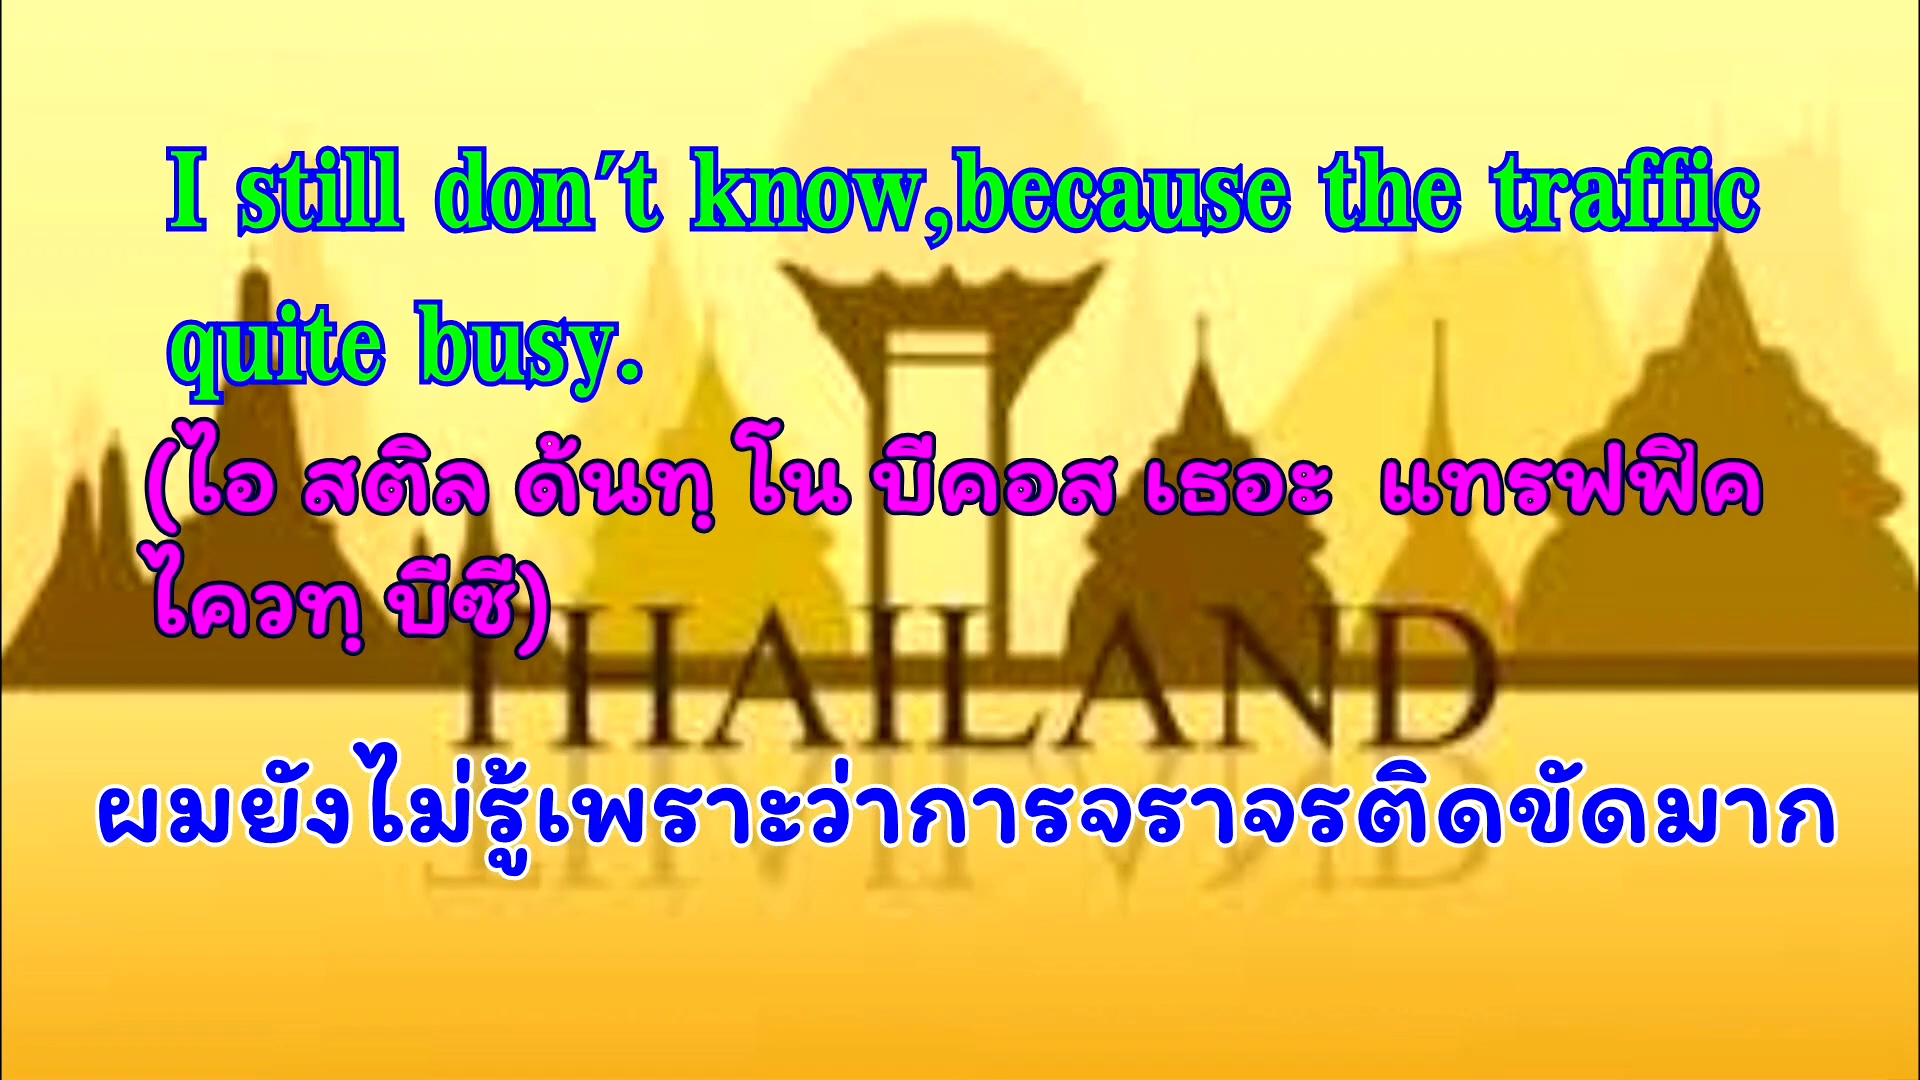 I still don't know,because the traffic
quite busy.
(ไอ สติล ด้นทฺ โน บีคอส เธอะ แทรฟฟิค
ไควทฺ บีซี)
THAILAND
ผมยังไม่รู้เพราะว่าการจราจรติดขัดมาก